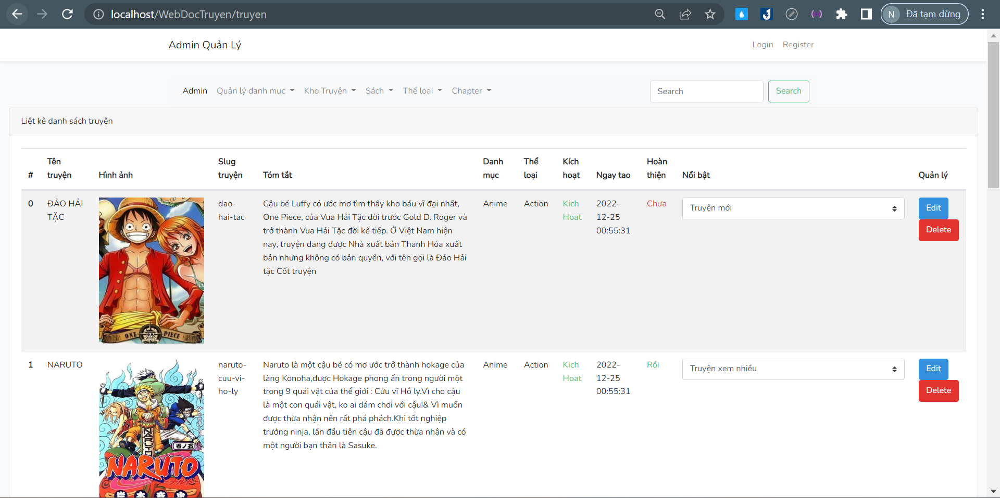 localhost/WebDocTruyen/truyen
N Đã tạm dừng
Admin Quản Lý
Login Register
Admin Quản lý danh mục Kho Truyện Sách Thể loại Chapter Search Search
Liệt kê danh sách truyện
# Tên truyện Hình ảnh Slug truyện Tóm tắt Danh mục Thể loại Kích hoạt Ngay tao Hoàn thiện Nổi bật Quản lý
0
ĐẢO HẢI
TẶC
ONE PIECE
dao-
hai-tac
Cậu bé Luffy có ước mơ tìm thấy kho báu vĩ đại nhất,
One Piece, của Vua Hải Tặc đời trước Gold D. Roger và
trở thành Vua Hải Tặc đời kế tiếp. Ở Việt Nam hiện
nay, truyện đang được Nhà xuất bản Thanh Hóa xuất
bản nhưng không có bản quyền, với tên gọi là Đảo Hải
tặc Cốt truyện
Anime
Action
Kich
Hoat
2022-
12-25
00:55:31
Chưa
Truyện mới
Edit
Delete
1
NARUTO
NARUTO
巻ノ五
NARUTO
naruto-
cuu-vi-
ho-ly
Naruto là một cậu bé có mơ ước trở thành hokage của
làng Konoha,được Hokage phong ấn trong người một
trong 9 quái vật của thế giới : Cửu vĩ Hồ ly.Vì cho cậu
là một con quái vật, ko ai dám chơi với cậu!& Vì muốn
được thừa nhận nên rất phá phách.Khi tốt nghiệp
trướng ninja, lần đầu tiên cậu đã được thừa nhận và có
một người bạn thân là Sasuke.
Anime
Action
Kich
Hoat
2022-
12-25
00:55:31
Rồi
Truyện xem nhiều
Edit
Delete